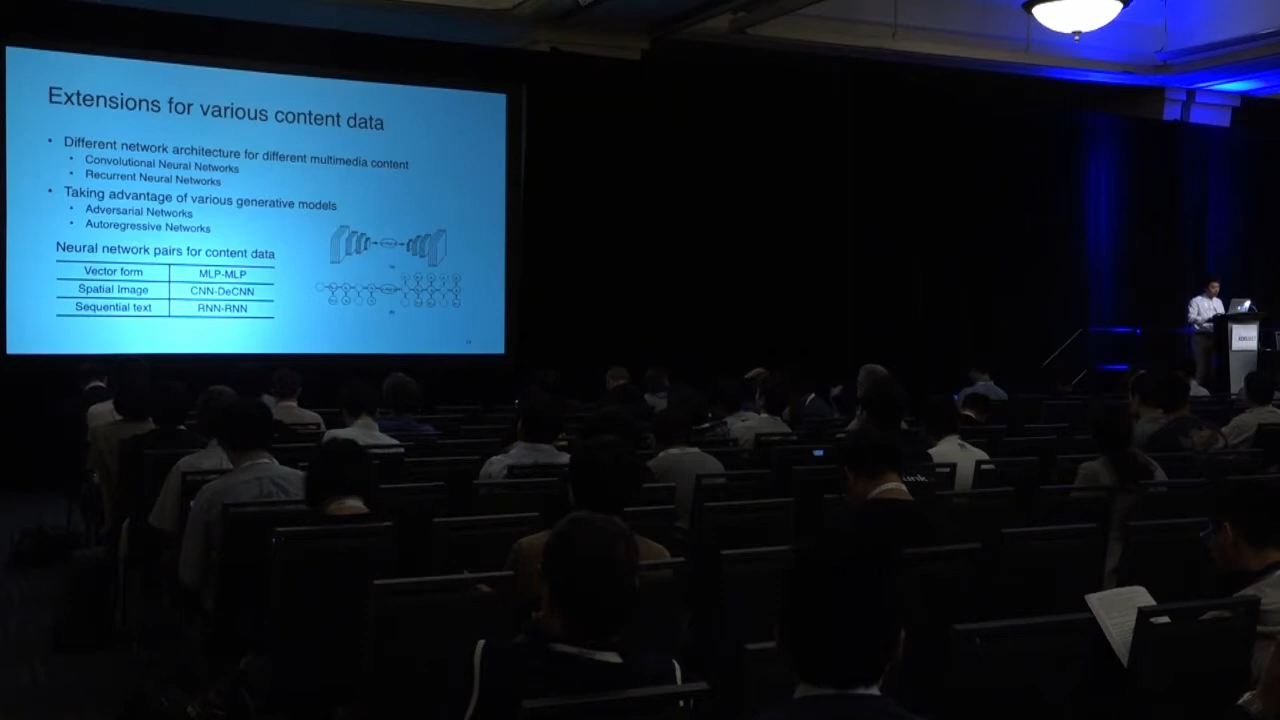 Extensions for various content data
• Different network architecture for different multimedia content
• Convolutional Neural Networks
• Recurrent Neural Networks
• Taking advantage of various generative models
• Adversarial Networks
• Autoregressive Networks
Neural network pairs for content data
Vector form MLP-MLP
Spatial Image CNN-DeCNN
Sequential text RNN-RNN